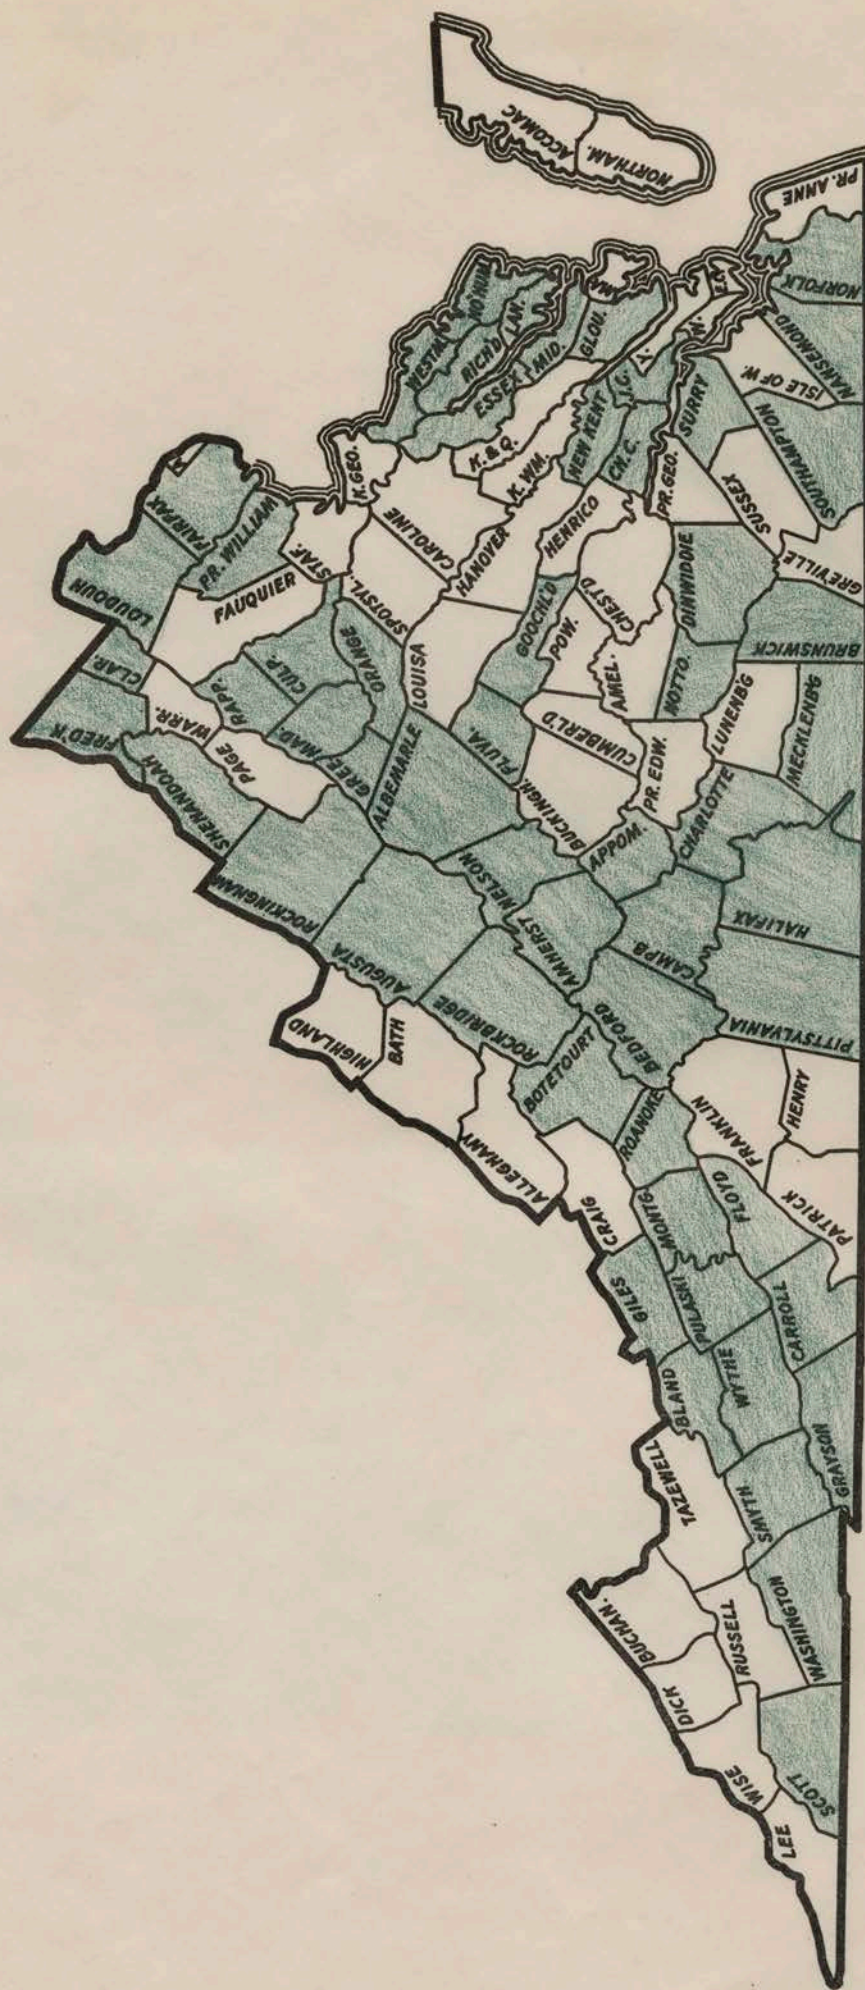 ACCOMAC
NORTHAM.
PR. ANNE
NORFOLK
NANSEMOND
ISLE OF W.
SOUTHAMPTON
SURRY
SUSSEX
PR. GEO.
GREVILLE
BRUNSWICK
DINWIDDIE
NOTTO.
LUNENB'G
MECKLENB'G
NO'HUM.
WESTM.
LAN.
RICH'D
ESSEX
MID.
GLOU.
K. & Q.
K. WM.
NEW KENT
CH. C.
J. C.
Y.
W.
E. C.
K. GEO.
CAROLINE
HANOVER
HENRICO
CHEST'D
AMEL.
POW.
GOOCHL'D
LOUISA
SPOTSYL.
STAF.
PR. WILLIAM
FAIRFAX
LOUDOUN
FAUQUIER
CLAR.
FRED'K
WARR.
RAPP.
CULP.
ORANGE
MAD.
GREE.
PAGE
SHENANDOAH
ROCKINGHAM
ALBEMARLE
FLUVA.
BUCKINGH.
CUMBERL'D
PR. EDW.
CHARLOTTE
APPOM.
NELSON
AMHERST
AUGUSTA
HIGHLAND
BATH
ROCKBRIDGE
ALLEGHANY
BOTETOURT
BEDFORD
CAMPB.
HALIFAX
PITTSYLVANIA
FRANKLIN
HENRY
PATRICK
FLOYD
ROANOKE
CRAIG
MONTG.
GILES
PULASKI
CARROLL
WYTHE
BLAND
GRAYSON
SMYTH.
TAZEWELL
WASHINGTON
RUSSELL
BUCHAN.
DICK
WISE
SCOTT
LEE